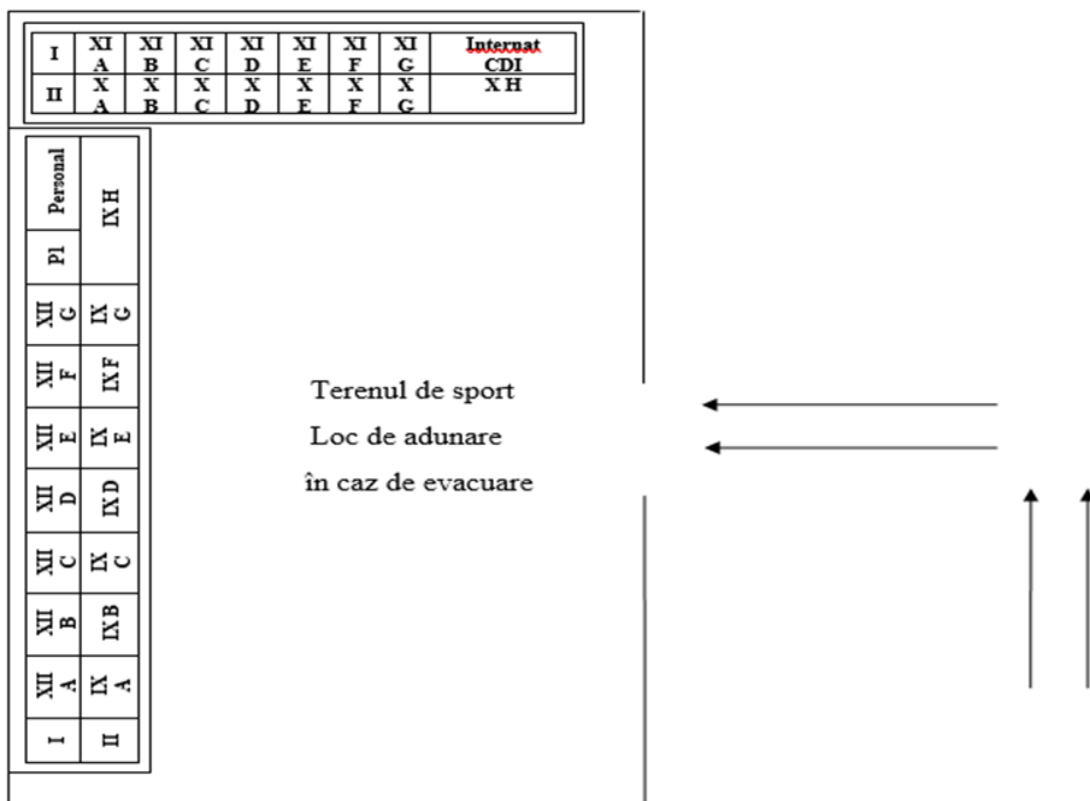 I XI A XI B XI C XI D XI E XI F XI G Internat CDI
II X A X B X C X D X E X F X G X H
Personal IX H
P1
XII G IX G
XII F IX F
XII E IX E
XII D IX D
XII C IX C
XII B IX B
XII A IX A
I II
Terenul de sport
Loc de adunare
în caz de evacuare